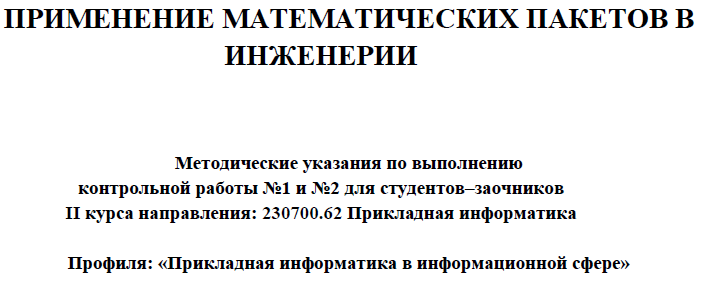 ПРИМЕНЕНИЕ МАТЕМАТИЧЕСКИХ ПАКЕТОВ В
ИНЖЕНЕРИИ
Методические указания по выполнению
контрольной работы №1 и №2 для студентов–заочников
II курса направления: 230700.62 Прикладная информатика
Профиля: «Прикладная информатика в информационной сфере»